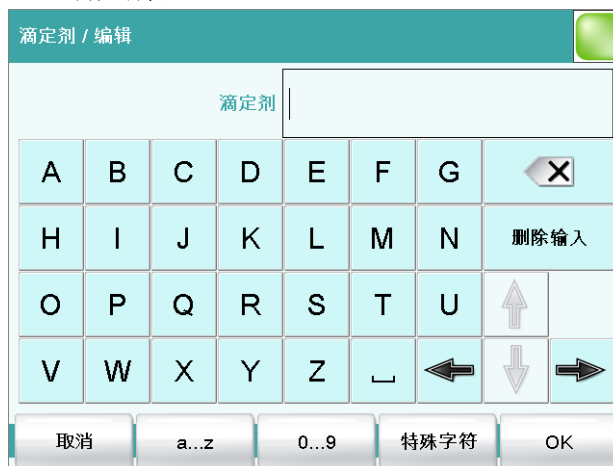 滴定剂 / 编辑
滴定剂
A B C D E F G
H I J K L M N 删除输入
O P Q R S T U
V W X Y Z
取消 a...z 0...9 特殊字符 OK